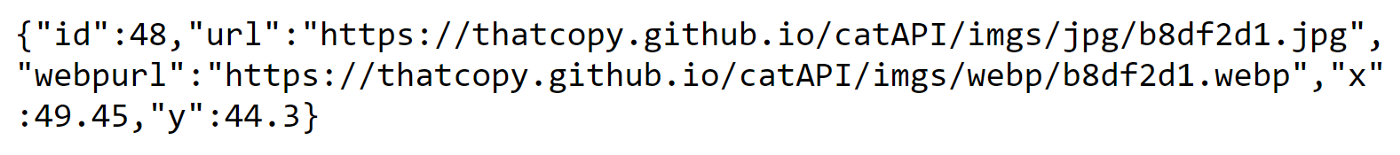 {"id":48,"url":"https://thatcopy.github.io/catAPI/imgs/jpg/b8df2d1.jpg",
"webpurl":"https://thatcopy.github.io/catAPI/imgs/webp/b8df2d1.webp","x"
:49.45,"y":44.3}